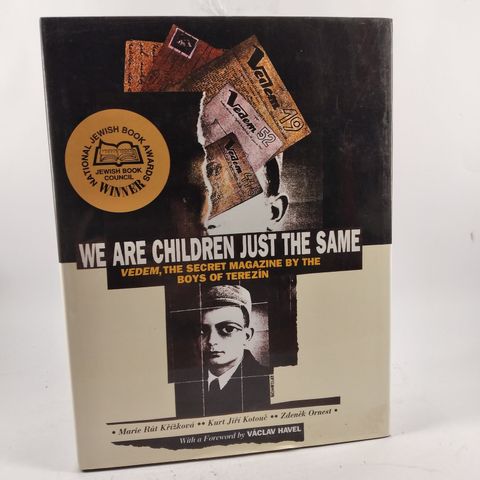 Vedem 19
Vedem 52
Vedem
NATIONAL JEWISH BOOK AWARDS
JEWISH BOOK
COUNCIL
WINNER
WE ARE CHILDREN JUST THE SAME
VEDEM, THE SECRET MAGAZINE BY THE
BOYS OF TEREZÍN
• Marie Rút Křížková •• Kurt Jiří Kotouč •• Zdeněk Ornest •
With a Foreword by VÁCLAV HAVEL